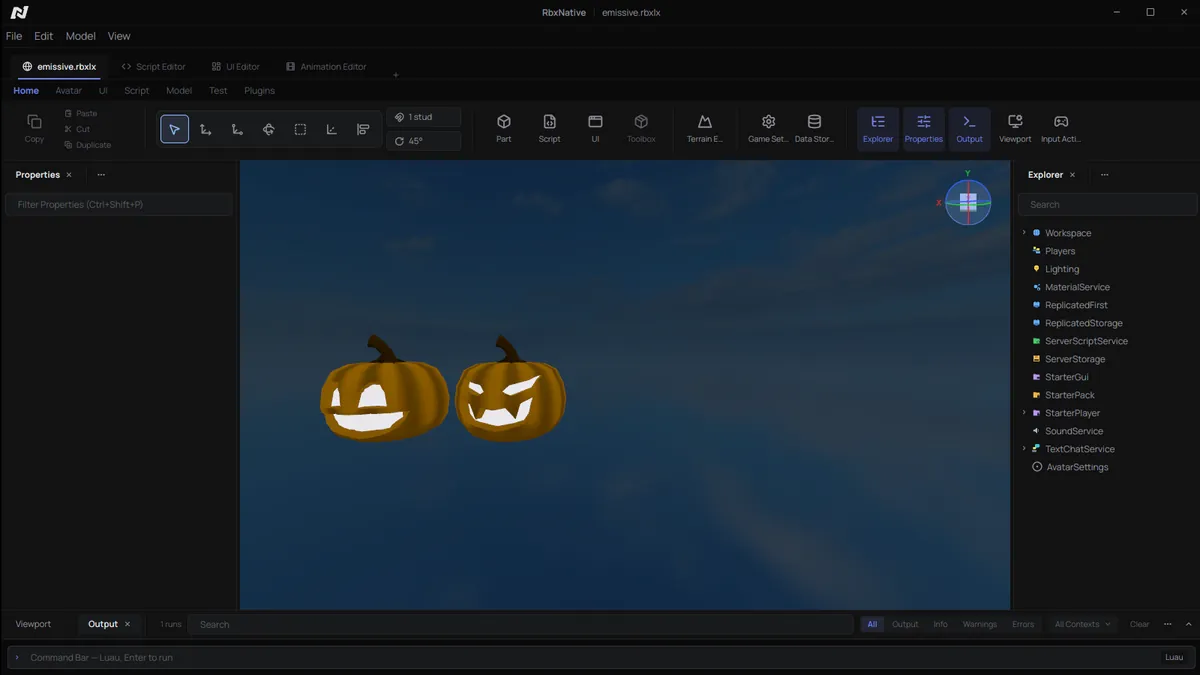 RbxNative
emissive.rbxlx
File Edit Model View
emissive.rbxlx Script Editor UI Editor Animation Editor
Home Avatar UI Script Model Test Plugins
Copy
Paste
Cut
Duplicate
1 stud
45°
Part Script UI Toolbox Terrain E... Game Set... Data Stor... Explorer Properties Output Viewport Input Acti...
Properties
Filter Properties (Ctrl+Shift+P)
Y
X
Explorer
Search
Workspace
Players
Lighting
MaterialService
ReplicatedFirst
ReplicatedStorage
ServerScriptService
ServerStorage
StarterGui
StarterPack
StarterPlayer
SoundService
TextChatService
AvatarSettings
Viewport Output 1 runs Search All Output Info Warnings Errors All Contexts Clear
Command Bar — Luau, Enter to run Luau